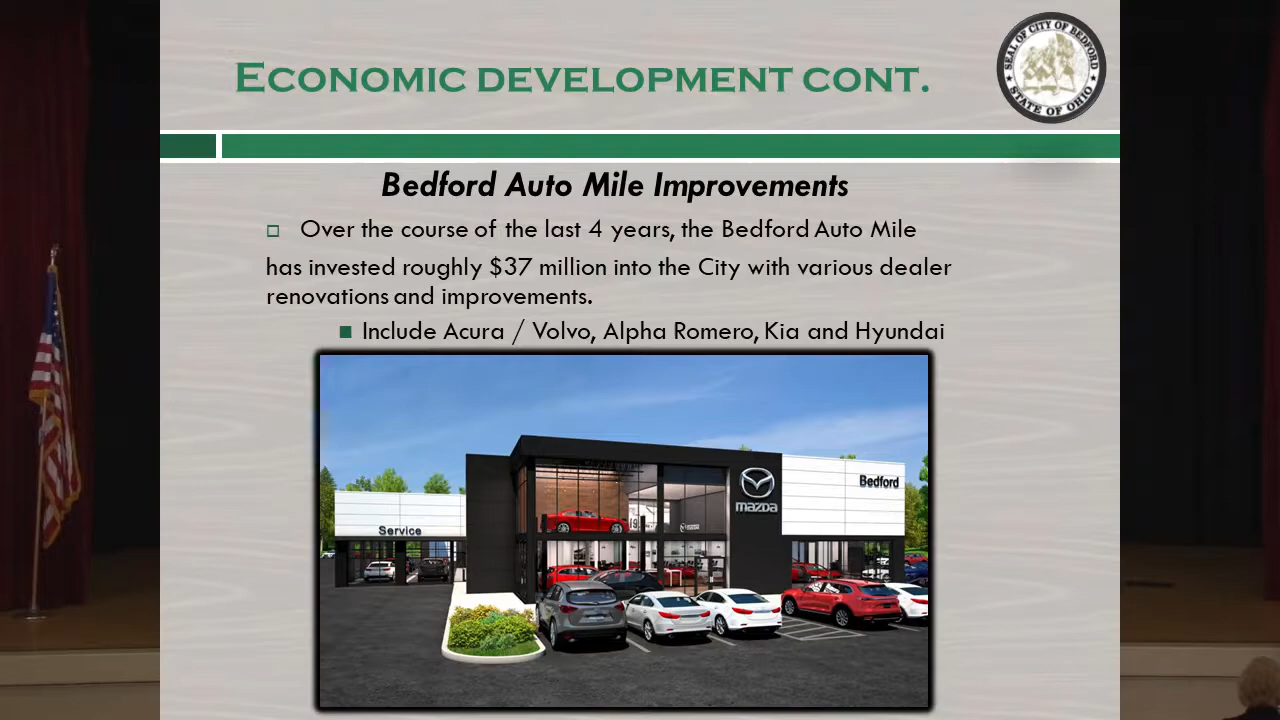 Economic development cont.
SEAL OF CITY OF BEDFORD
STATE OF OHIO
Bedford Auto Mile Improvements
Over the course of the last 4 years, the Bedford Auto Mile
has invested roughly $37 million into the City with various dealer
renovations and improvements.
Include Acura / Volvo, Alpha Romero, Kia and Hyundai
Bedford
mazda
Service